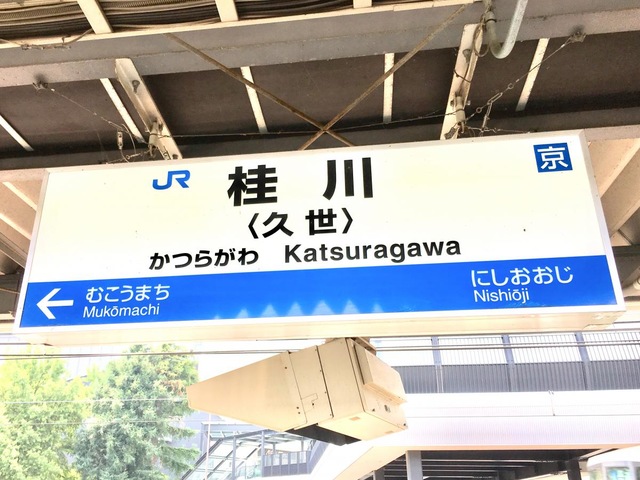 JR 桂川 京
〈久世〉
かつらがわ Katsuragawa
むこうまち にしおおじ
Mukōmachi Nishiōji